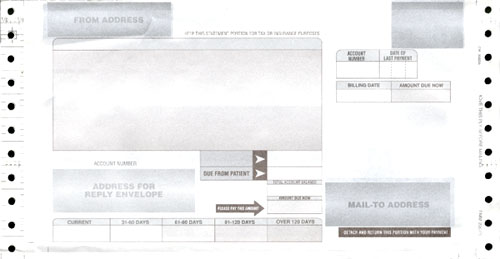 FROM ADDRESS
KEEP THIS STATEMENT PORTION FOR TAX OR INSURANCE PURPOSES
ACCOUNT NUMBER
DATE OF LAST PAYMENT
BILLING DATE
AMOUNT DUE NOW
ACCOUNT NUMBER
DUE FROM PATIENT
TOTAL ACCOUNT BALANCE
ADDRESS FOR
REPLY ENVELOPE
AMOUNT DUE NOW
PLEASE PAY THIS AMOUNT
MAIL-TO ADDRESS
CURRENT
31-60 DAYS
61-90 DAYS
91-120 DAYS
OVER 120 DAYS
DETACH AND RETURN THIS PORTION WITH YOUR PAYMENT